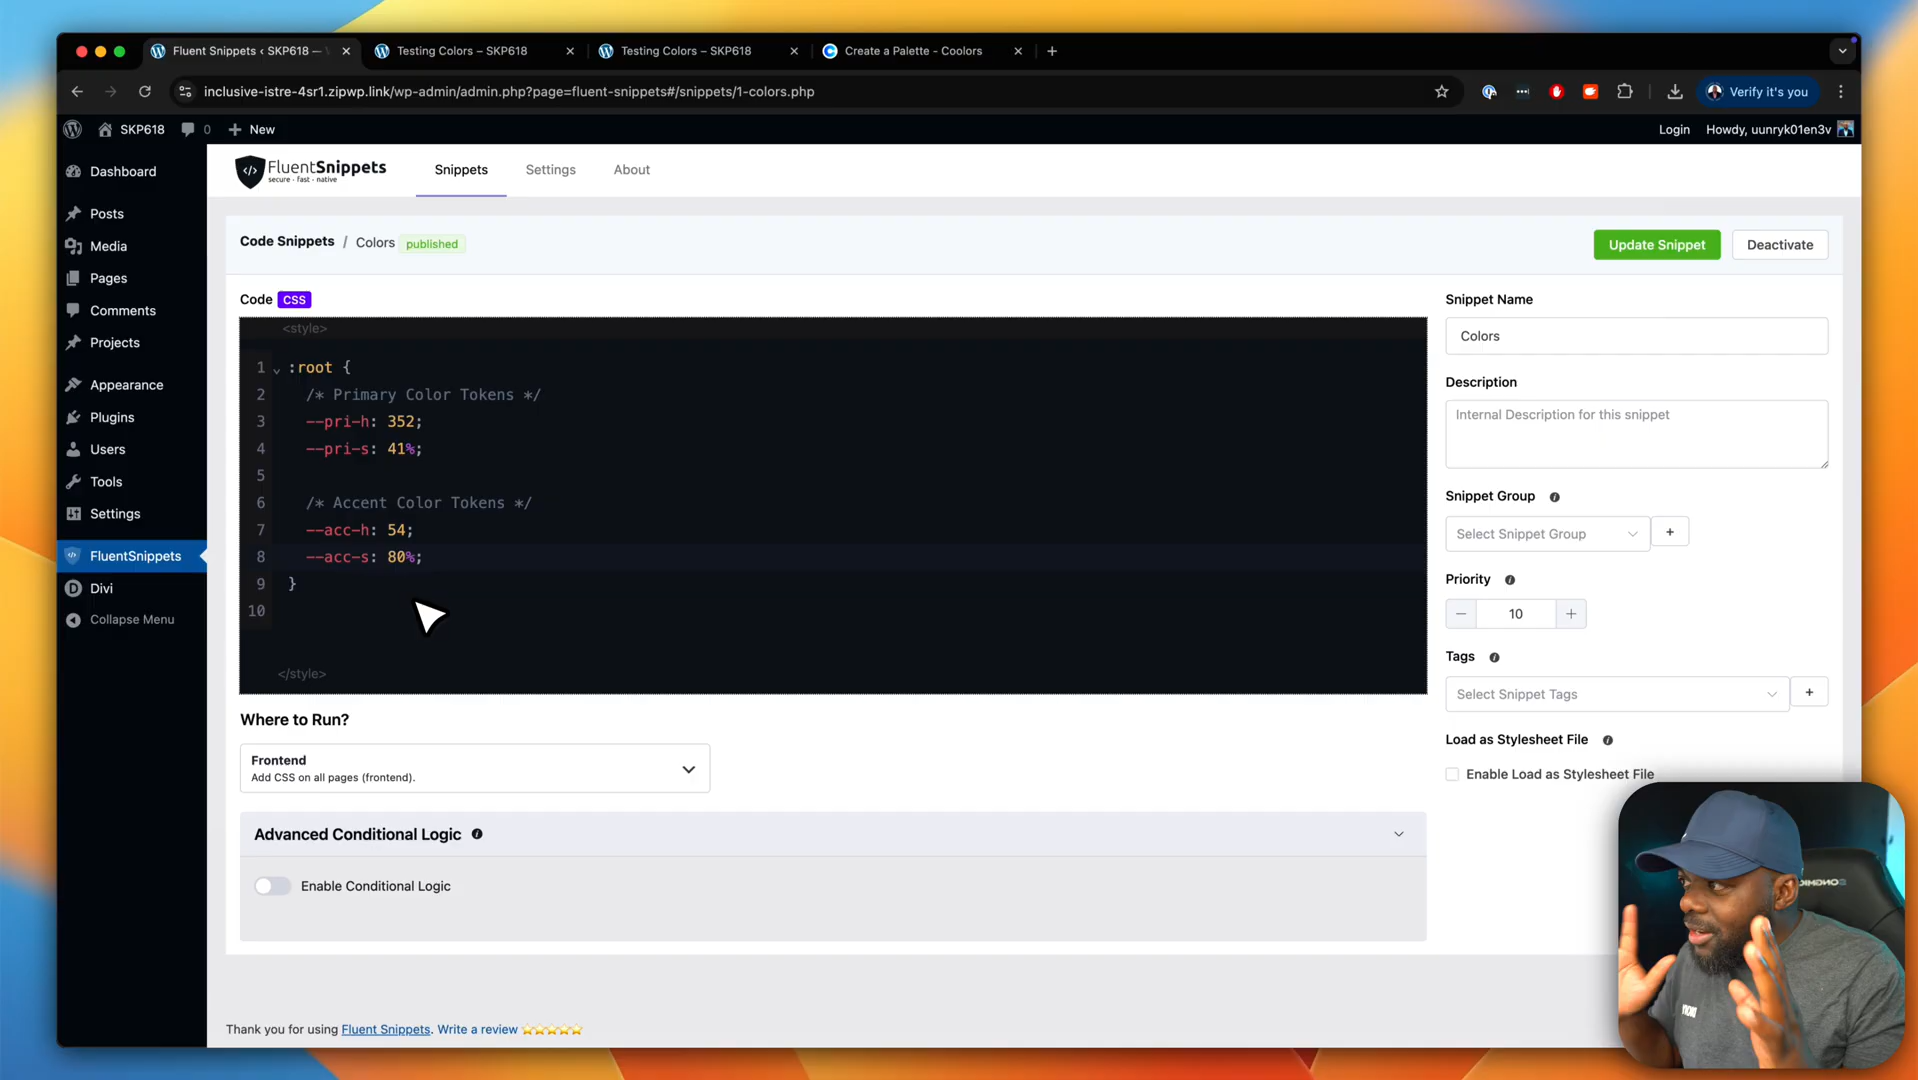 Fluent Snippets ‹ SKP618 —
Testing Colors – SKP618
Testing Colors – SKP618
Create a Palette - Coolors
inclusive-istre-4sr1.zipwp.link/wp-admin/admin.php?page=fluent-snippets#/snippets/1-colors.php
Verify it's you
SKP618
0
New
Login
Howdy, uunryk01en3v
Dashboard
Posts
Media
Pages
Comments
Projects
Appearance
Plugins
Users
Tools
Settings
FluentSnippets
Divi
Collapse Menu
FluentSnippets
secure - fast - native
Snippets
Settings
About
Code Snippets / Colors published
Update Snippet
Deactivate
Code CSS
<style>
1 :root {
2 /* Primary Color Tokens */
3 --pri-h: 352;
4 --pri-s: 41%;
5
6 /* Accent Color Tokens */
7 --acc-h: 54;
8 --acc-s: 80%;
9 }
10
</style>
Where to Run?
Frontend
Add CSS on all pages (frontend).
Advanced Conditional Logic
Enable Conditional Logic
Snippet Name
Colors
Description
Internal Description for this snippet
Snippet Group
Select Snippet Group
+
Priority
10
Tags
Select Snippet Tags
+
Load as Stylesheet File
Enable Load as Stylesheet File
Thank you for using Fluent Snippets. Write a review